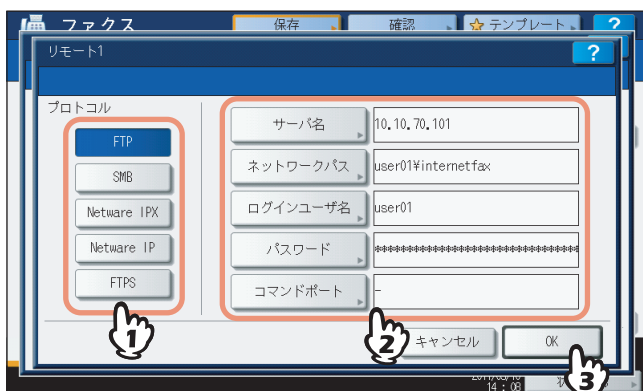 ファクス 保存 確認 テンプレート ?
リモート1 ?
プロトコル
FTP
SMB
Netware IPX
Netware IP
FTPS
サーバ名 10.10.70.101
ネットワークパス user01¥internetfax
ログインユーザ名 user01
パスワード ****************************************
コマンドポート -
キャンセル OK
1
2
3
14:08